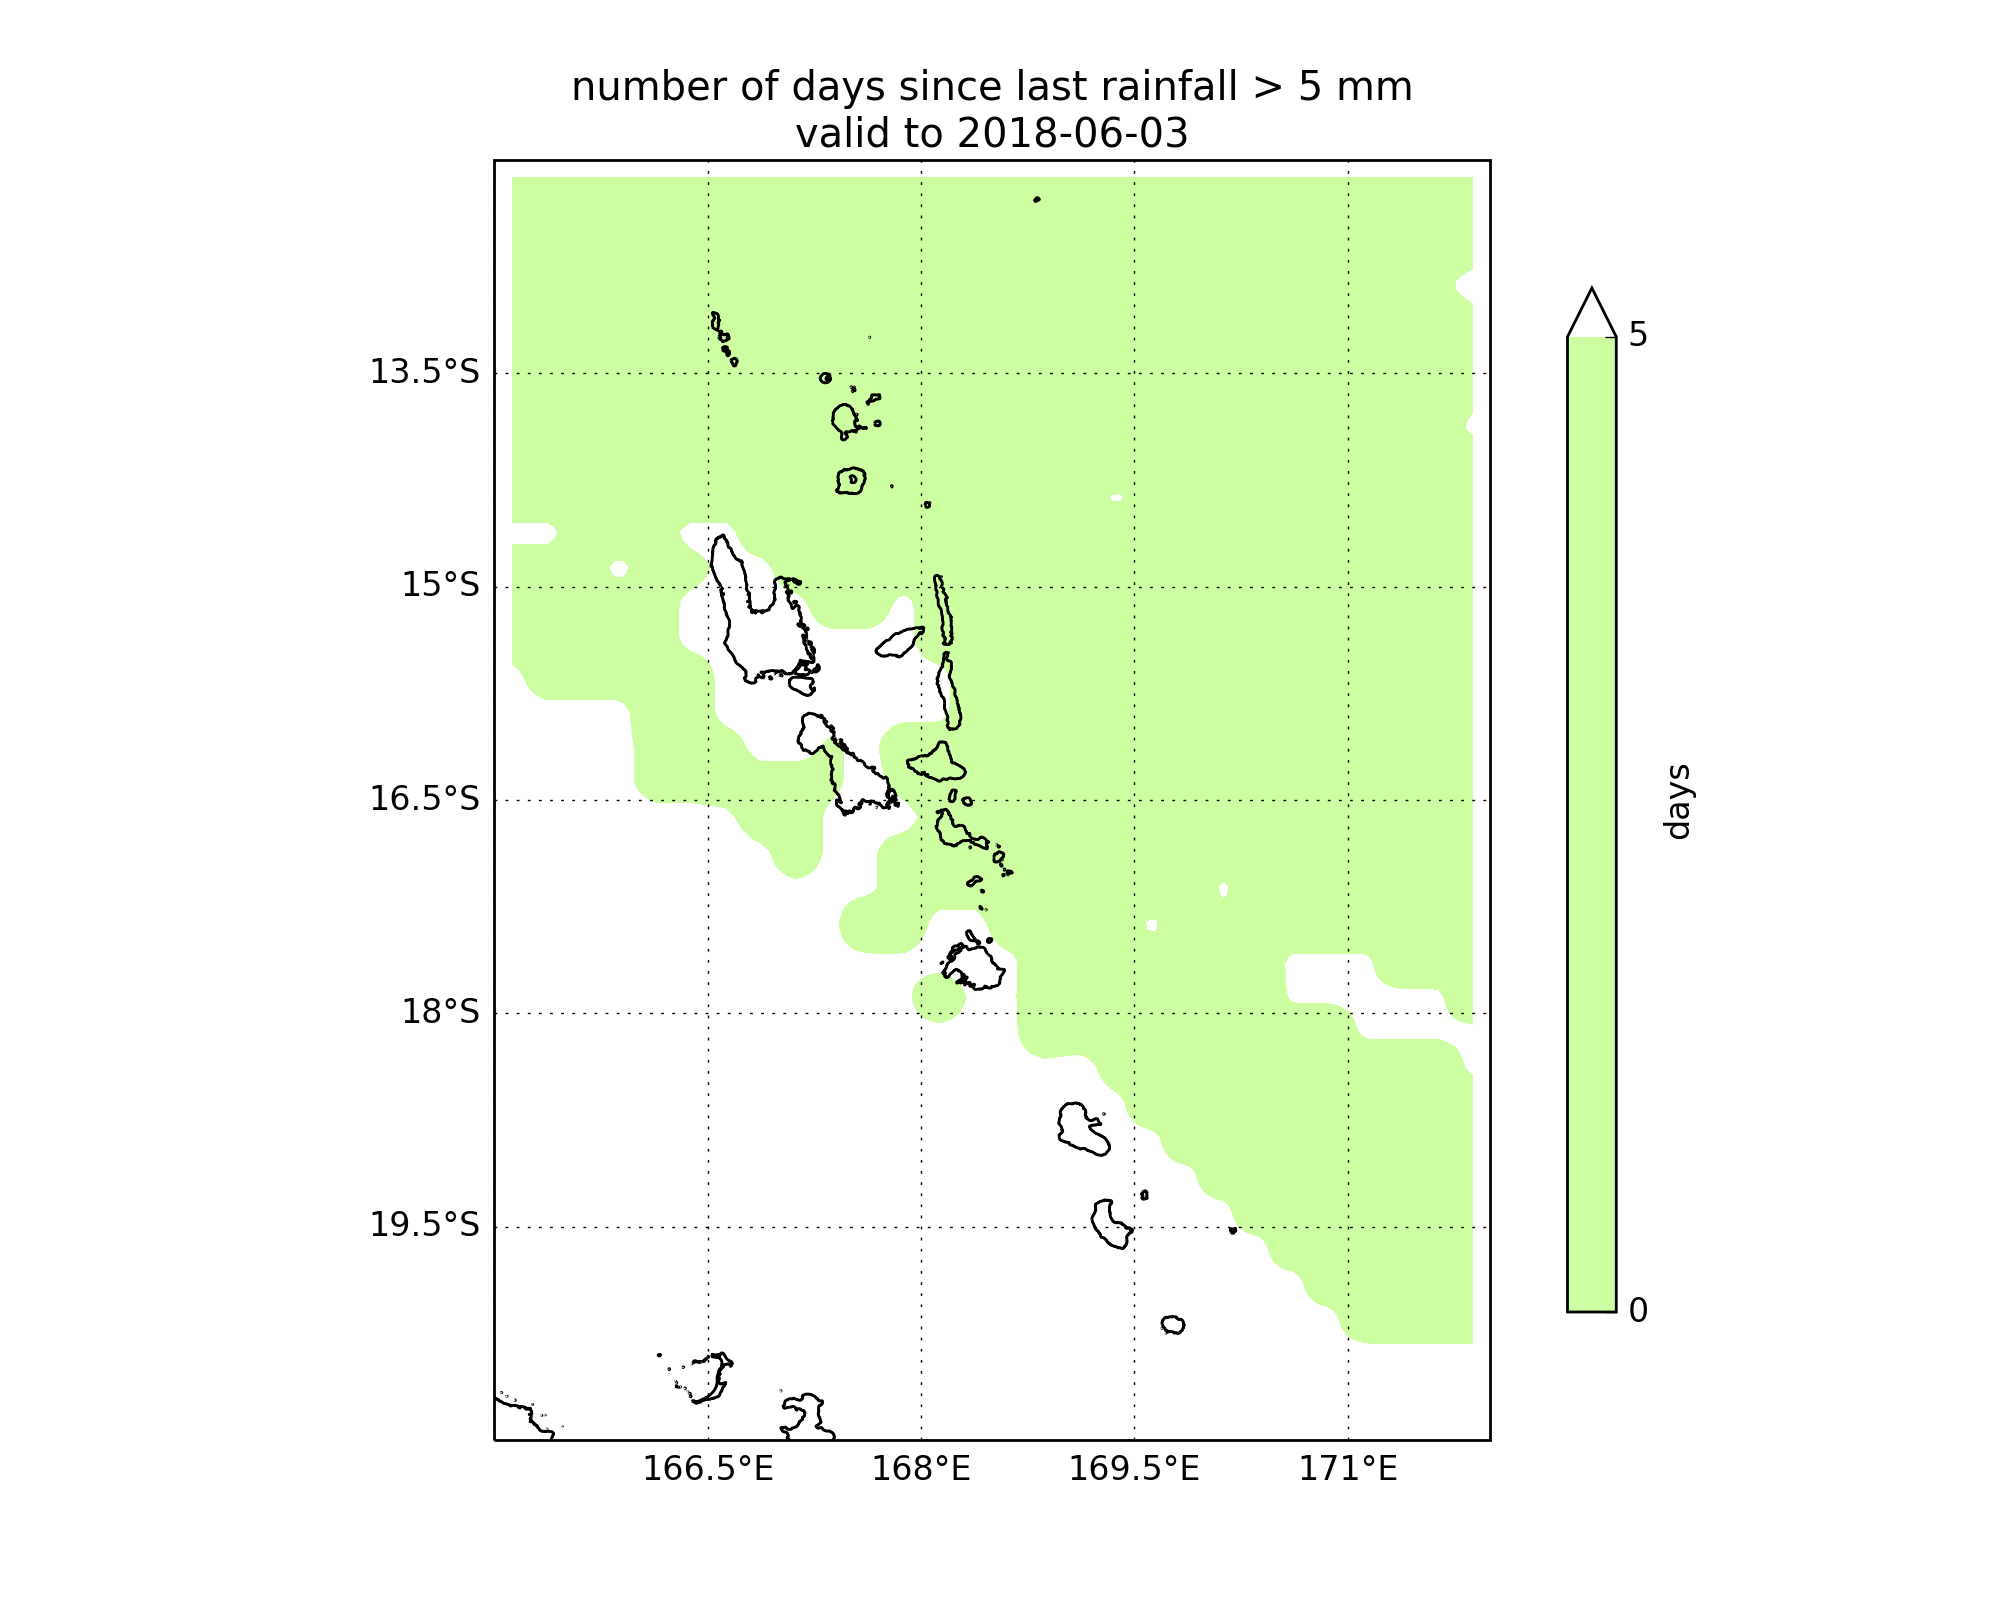 number of days since last rainfall > 5 mm
valid to 2018-06-03
13.5°S
15°S
16.5°S
18°S
19.5°S
166.5°E
168°E
169.5°E
171°E
5
0
days